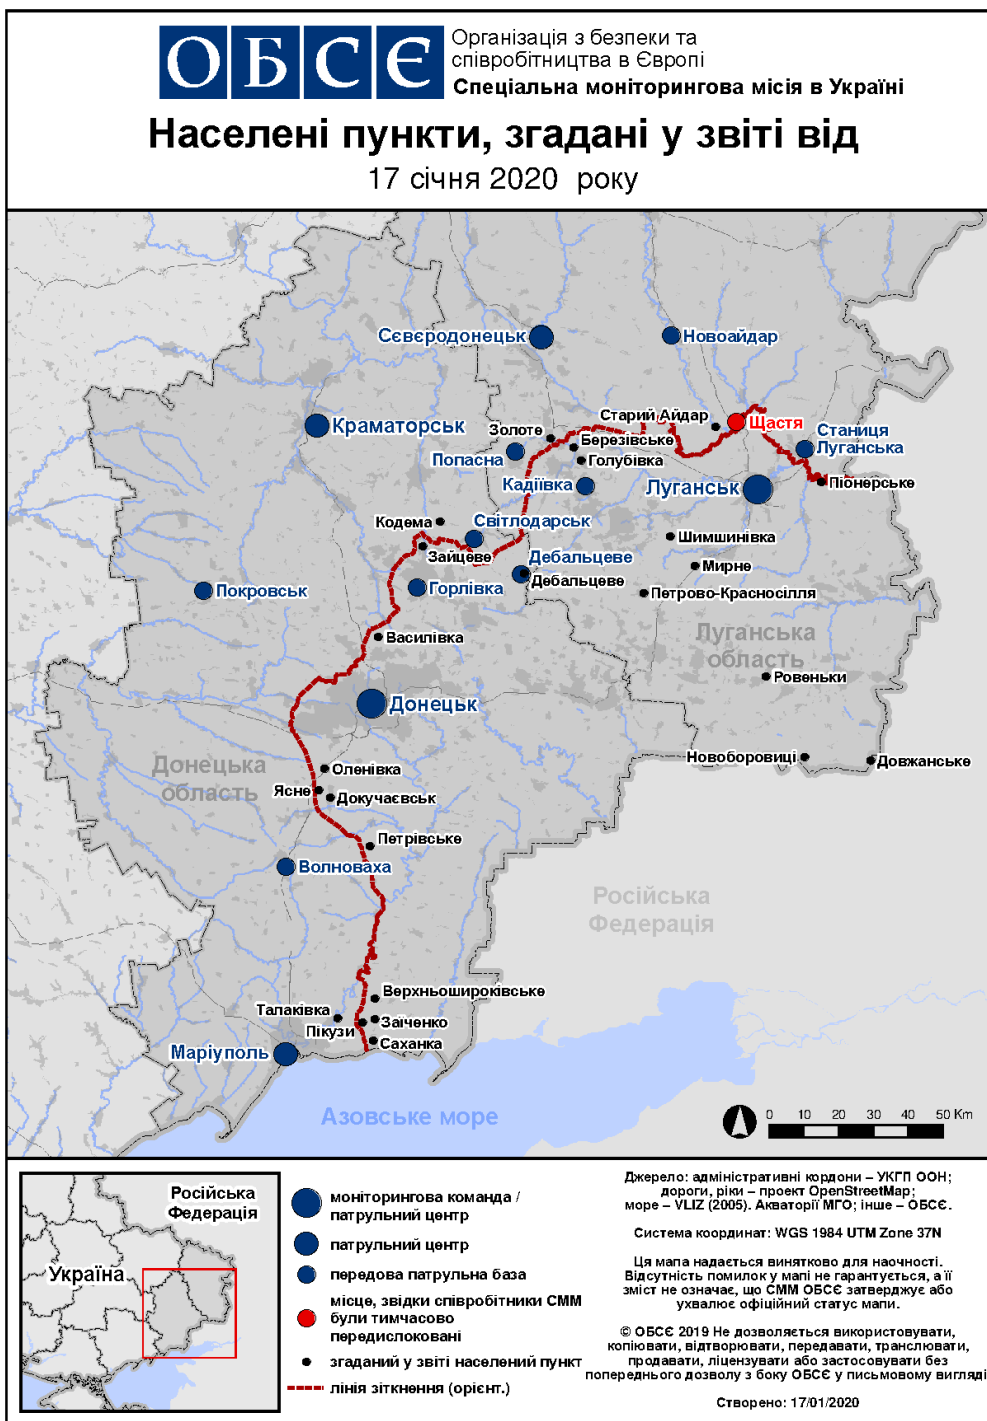 ОБСЄ
Організація з безпеки та
співробітництва в Європі
Спеціальна моніторингова місія в Україні
Населені пункти, згадані у звіті від
17 січня 2020 року
Сєвєродонецьк
Новоайдар
Старий Айдар
Щастя
Краматорськ
Золоте
Березівське
Станиця
Луганська
Попасна
Голубівка
Кадіївка
Луганськ
Піонерське
Кодема
Світлодарськ
Шимшинівка
Зайцеве
Дебальцеве
Мирне
Дебальцеве
Покровськ
Горлівка
Петрово-Красносілля
Василівка
Луганська
область
Ровеньки
Донецьк
Новоборовиці
Довжанське
Донецька
область
Оленівка
Ясне
Докучаєвськ
Петрівське
Волноваха
Російська
Федерація
Верхньошироківське
Талаківка
Пікузи
Заїченко
Саханка
Маріуполь
Азовське море
0 10 20 30 40 50 Km
Російська
Федерація
Україна
моніторингова команда /
патрульний центр
патрульний центр
передова патрульна база
місце, звідки співробітники СММ
були тимчасово
передислоковані
згаданий у звіті населений пункт
лінія зіткнення (орієнт.)
Джерело: адміністративні кордони – УКГП ООН;
дороги, ріки – проект OpenStreetMap;
море – VLIZ (2005). Акваторії МГО; інше – ОБСЄ.
Система координат: WGS 1984 UTM Zone 37N
Ця мапа надається винятково для наочності.
Відсутність помилок у мапі не гарантується, а її
зміст не означає, що СММ ОБСЄ затверджує або
ухвалює офіційний статус мапи.
© ОБСЄ 2019 Не дозволяється використовувати,
копіювати, відтворювати, передавати, транслювати,
продавати, ліцензувати або застосовувати без
попереднього дозволу з боку ОБСЄ у письмовому вигляді
Створено: 17/01/2020